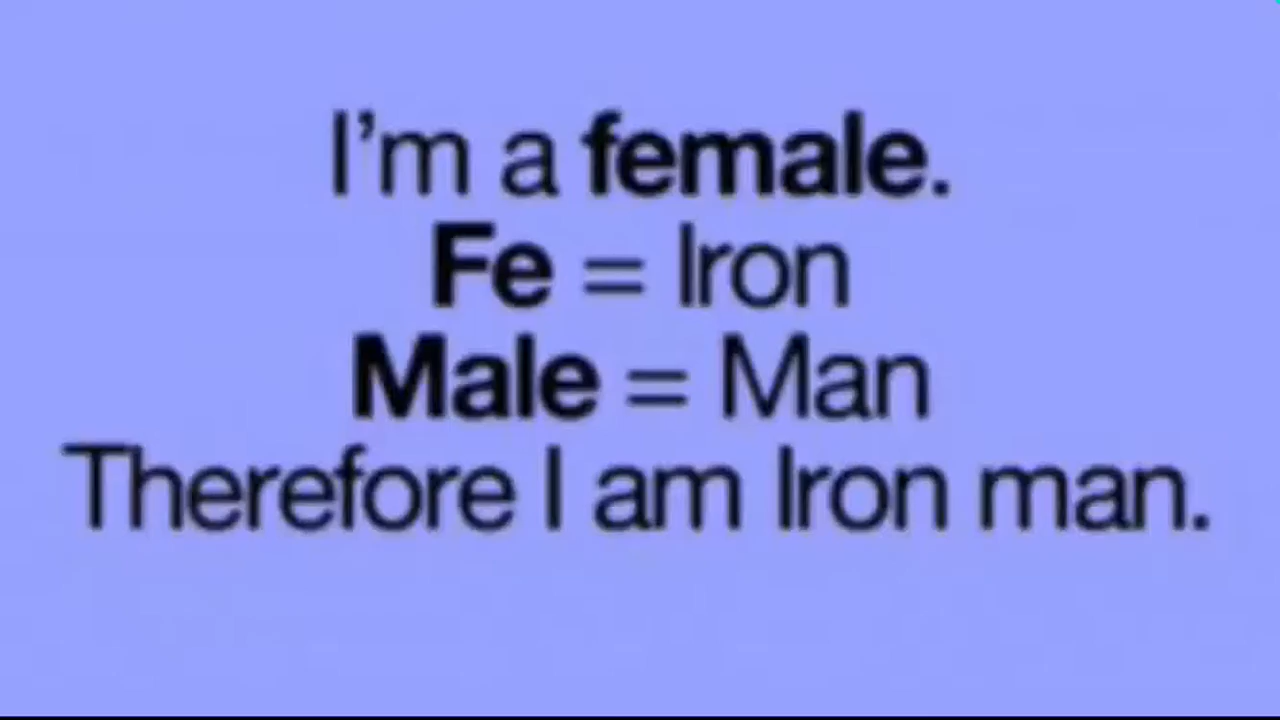 I’m a female.
Fe = Iron
Male = Man
Therefore I am Iron man.